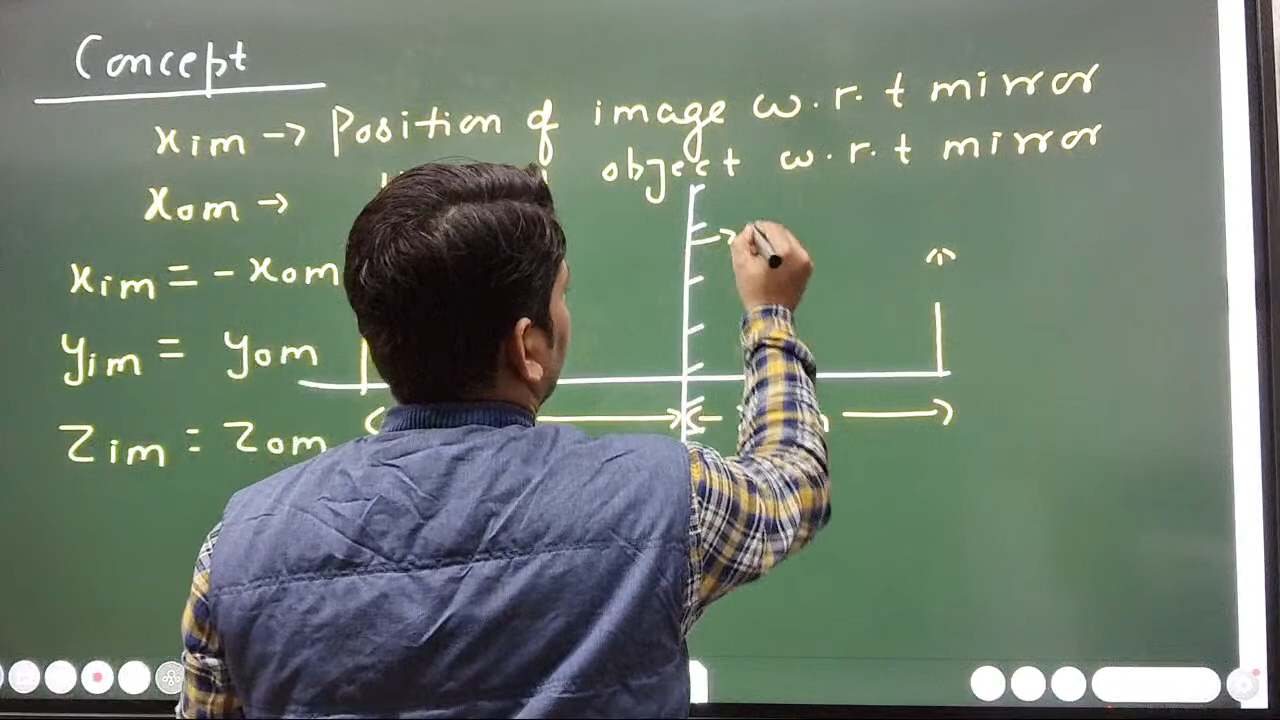 Concept
xim → Position of image w.r.t mirror
xom → object w.r.t mirror
xim = - xom
yim = yom
zim = zom